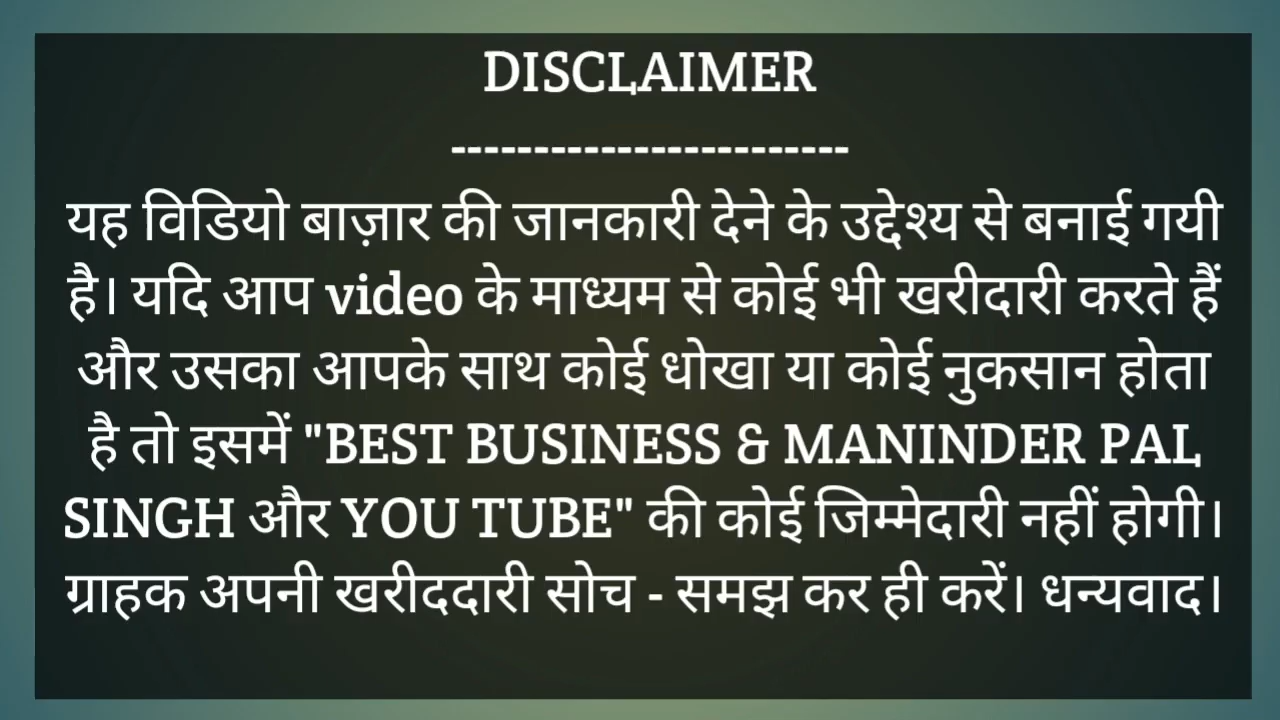 DISCLAIMER
------------------------
यह विडियो बाज़ार की जानकारी देने के उद्देश्य से बनाई गयी
है। यदि आप video के माध्यम से कोई भी खरीदारी करते हैं
और उसका आपके साथ कोई धोखा या कोई नुकसान होता
है तो इसमें "BEST BUSINESS & MANINDER PAL
SINGH और YOU TUBE" की कोई जिम्मेदारी नहीं होगी।
ग्राहक अपनी खरीददारी सोच - समझ कर ही करें। धन्यवाद।